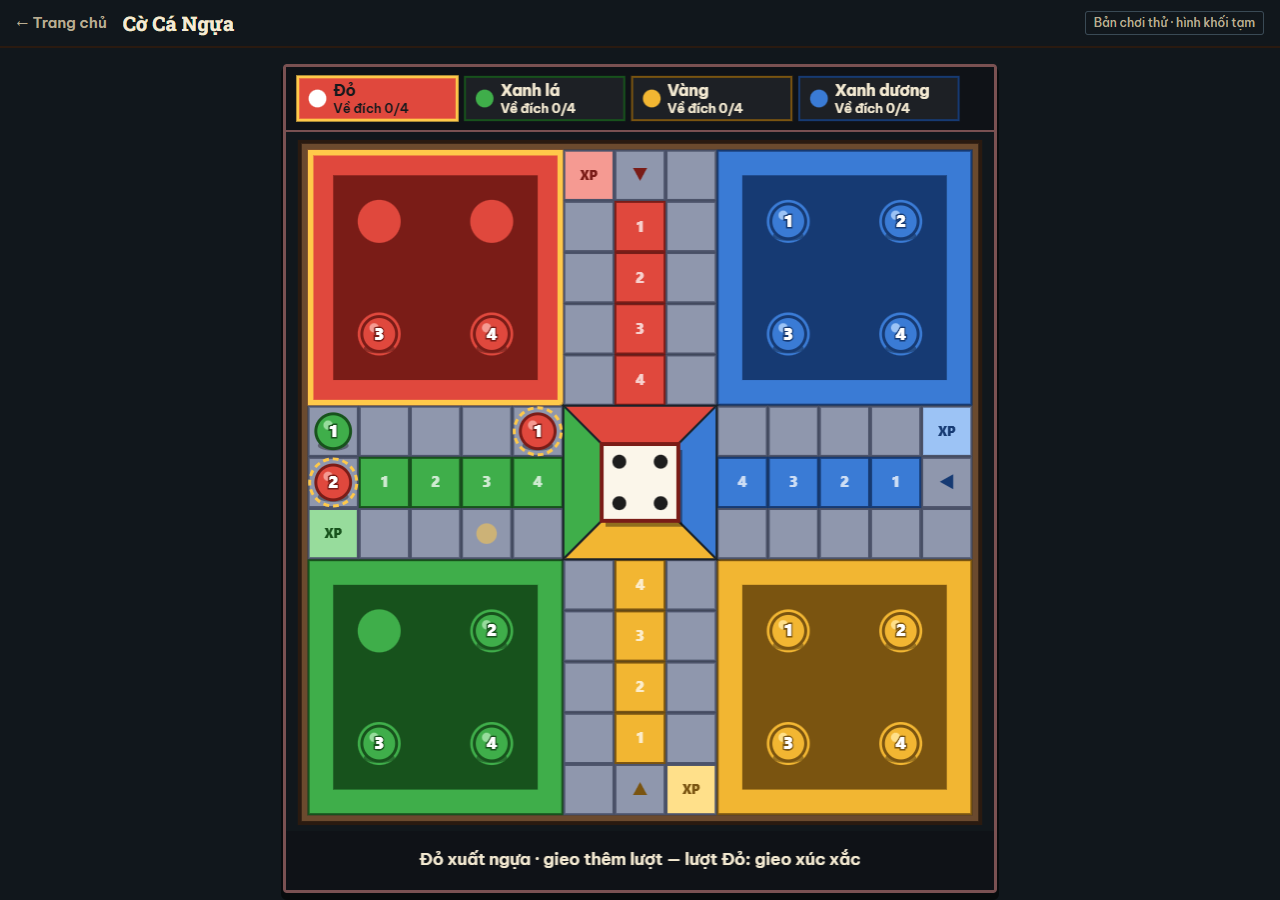 ← Trang chủ Cờ Cá Ngựa Bản chơi thử · hình khối tạm
Đỏ Xanh lá Vàng Xanh dương
Về đích 0/4 Về đích 0/4 Về đích 0/4 Về đích 0/4
XP ▼
1 2
1
2
3 4 3 4
3
4
1 1 XP
2 1 2 3 4 4 3 2 1 ◀
XP
4
2 1 2
3
2
3 4 1 3 4
▲ XP
Đỏ xuất ngựa · gieo thêm lượt — lượt Đỏ: gieo xúc xắc